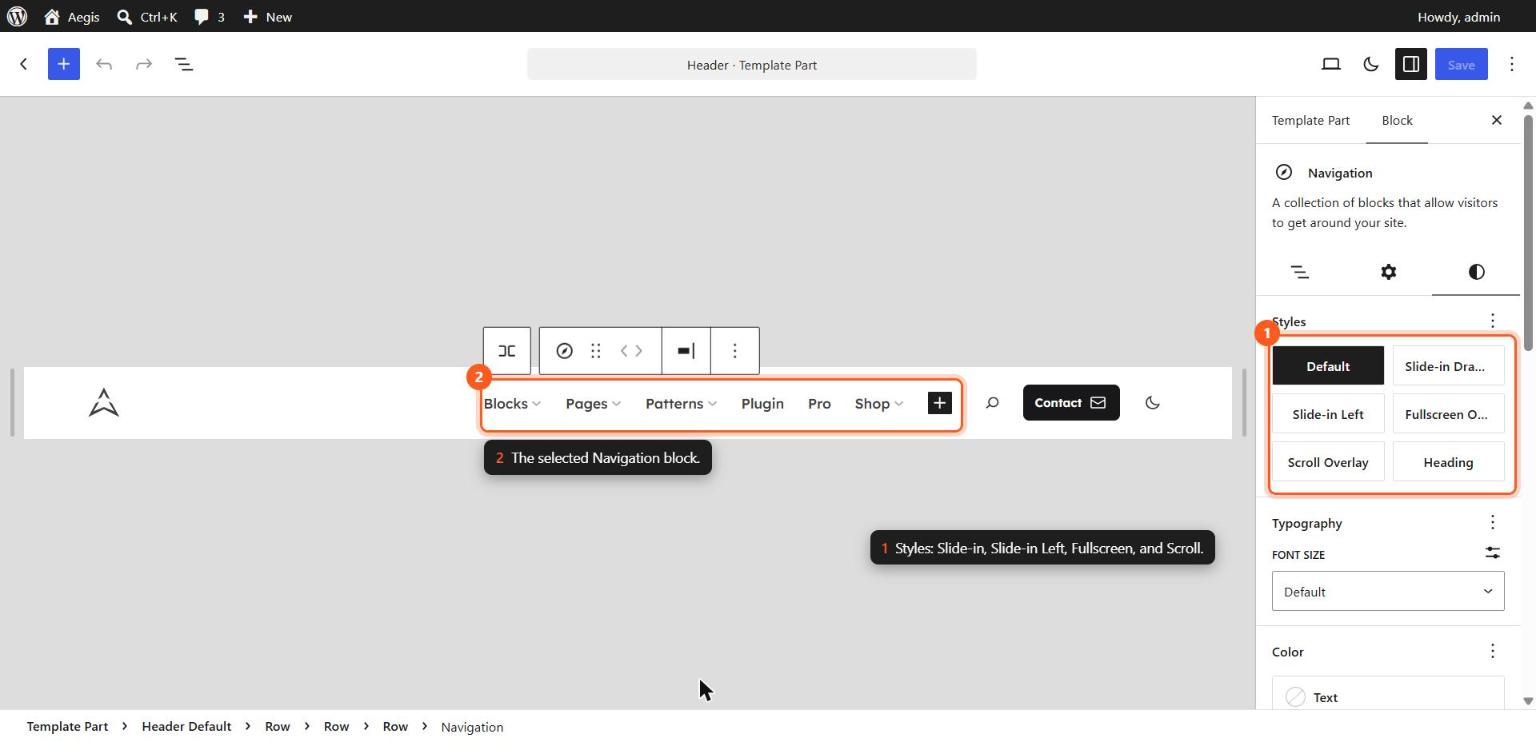 Aegis Ctrl+K 3 New Howdy, admin
Header · Template Part Save
Template Part Block
Navigation
A collection of blocks that allow visitors
to get around your site.
Styles
1
Default Slide-in Dra...
Slide-in Left Fullscreen O...
Scroll Overlay Heading
2
Blocks Pages Patterns Plugin Pro Shop Contact
2 The selected Navigation block.
1 Styles: Slide-in, Slide-in Left, Fullscreen, and Scroll.
Typography
FONT SIZE
Default
Color
Text
Template Part > Header Default > Row > Row > Row > Navigation